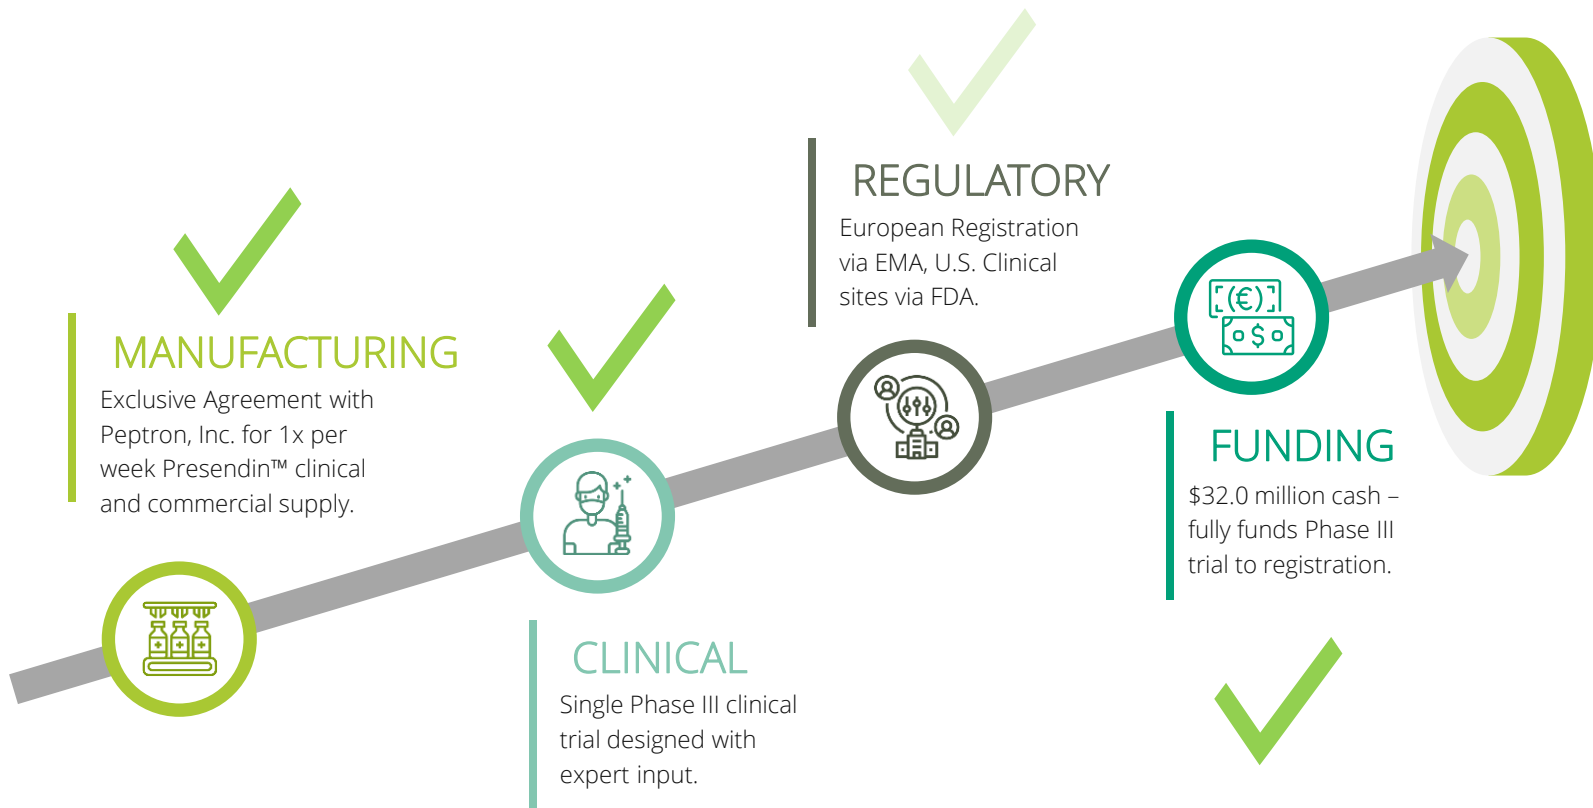 MANUFACTURING
Exclusive Agreement with
Peptron, Inc. for 1x per
week Presendin™ clinical
and commercial supply.
CLINICAL
Single Phase III clinical
trial designed with
expert input.
REGULATORY
European Registration
via EMA, U.S. Clinical
sites via FDA.
(€)
$
FUNDING
$32.0 million cash –
fully funds Phase III
trial to registration.